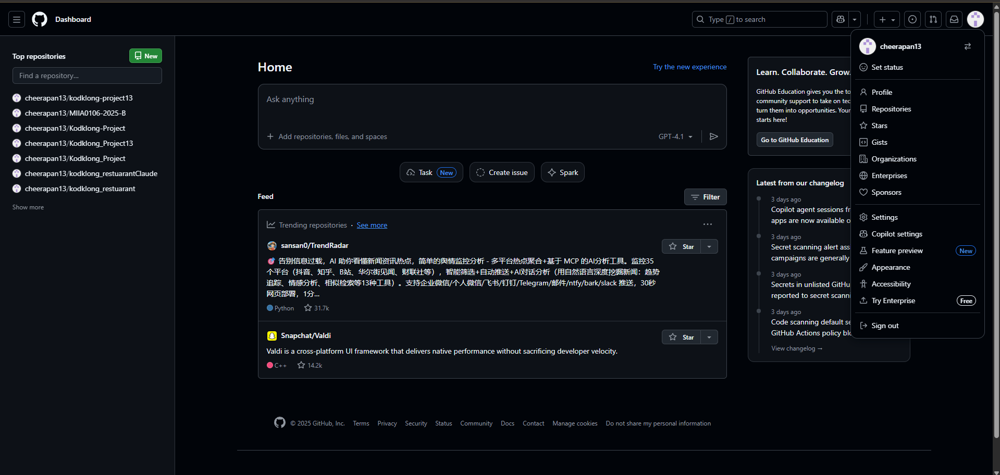 Dashboard
Type / to search
Top repositories
New
Find a repository...
cheerapan13/kodklong-project13
cheerapan13/MIIA0106-2025-B
cheerapan13/Kodklong-Project
cheerapan13/Kodklong_Project13
cheerapan13/Kodklong_Project
cheerapan13/kodklong_restuarantClaude
cheerapan13/kodklong_restuarant
Show more
Home
Try the new experience
Ask anything
Add repositories, files, and spaces
GPT-4.1
Task New
Create issue
Spark
Feed
Filter
Trending repositories · See more
sansan0/TrendRadar
Star
🎯 告别信息过载，AI 助你看懂新闻资讯热点，简单的舆情监控分析 - 多平台热点聚合+基于 MCP 的AI分析工具。监控35
个平台（抖音、知乎、B站、华尔街见闻、财联社等），智能筛选+自动推送+AI对话分析（用自然语言深度挖掘新闻：趋势
追踪、情感分析、相似检索等13种工具）。支持企业微信/个人微信/飞书/钉钉/Telegram/邮件/ntfy/bark/slack 推送，30秒
网页部署，1分...
Python 31.7k
Snapchat/Valdi
Star
Valdi is a cross-platform UI framework that delivers native performance without sacrificing developer velocity.
C++ 14.2k
© 2025 GitHub, Inc. Terms Privacy Security Status Community Docs Contact Manage cookies Do not share my personal information
Learn. Collaborate. Grow.
GitHub Education gives you the
community support to take on
turn them into opportunities. Your
starts here!
Go to GitHub Education
Latest from our changelog
3 days ago
Copilot agent sessions
apps are now available
3 days ago
Secret scanning alert
campaigns are generally
3 days ago
Secrets in unlisted
reported to secret
3 days ago
Code scanning default
GitHub Actions policy
View changelog →
cheerapan13
Set status
Profile
Repositories
Stars
Gists
Organizations
Enterprises
Sponsors
Settings
Copilot settings
Feature preview New
Appearance
Accessibility
Try Enterprise Free
Sign out